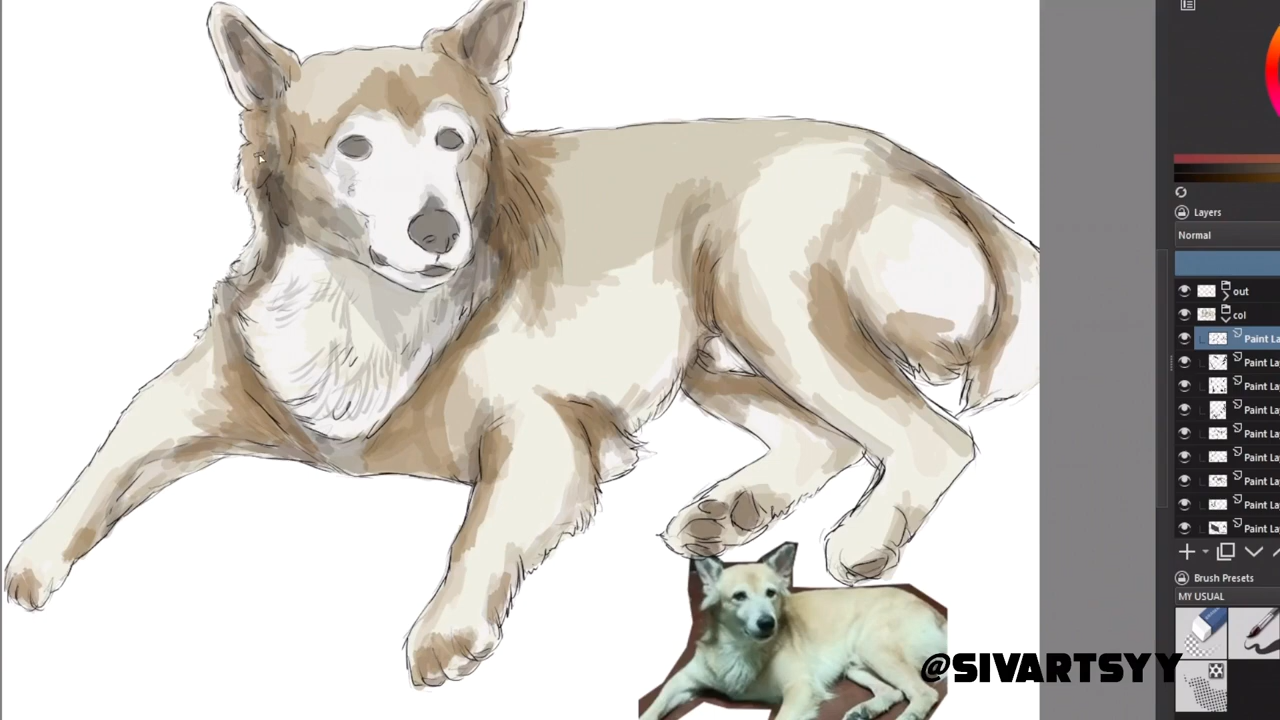 Layers
Normal
out
col
Paint La
Paint La
Paint La
Paint La
Paint La
Paint La
Paint La
Paint La
Paint La
Brush Presets
MY USUAL
@SIVARTSYY